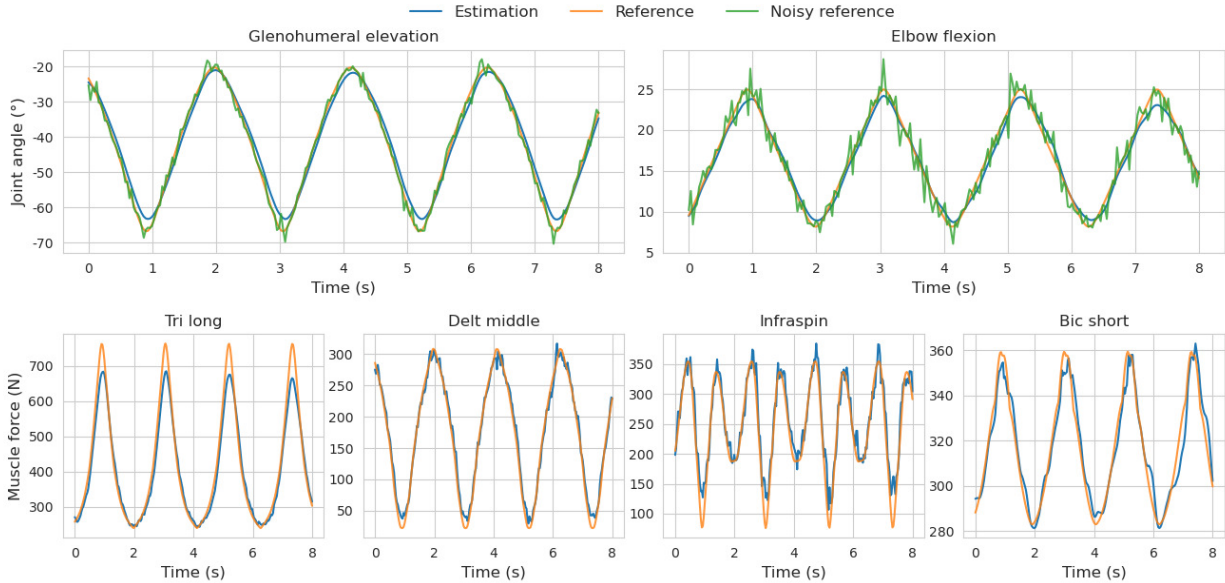 Estimation Reference Noisy reference
Glenohumeral elevation
Elbow flexion
Joint angle (°)
-20
-30
-40
-50
-60
-70
0 1 2 3 4 5 6 7 8
Time (s)
25
20
15
10
5
0 1 2 3 4 5 6 7 8
Time (s)
Tri long
Delt middle
Infraspin
Bic short
Muscle force (N)
700
600
500
400
300
0 2 4 6 8
Time (s)
300
250
200
150
100
50
0 2 4 6 8
Time (s)
350
300
250
200
150
100
0 2 4 6 8
Time (s)
360
340
320
300
280
0 2 4 6 8
Time (s)